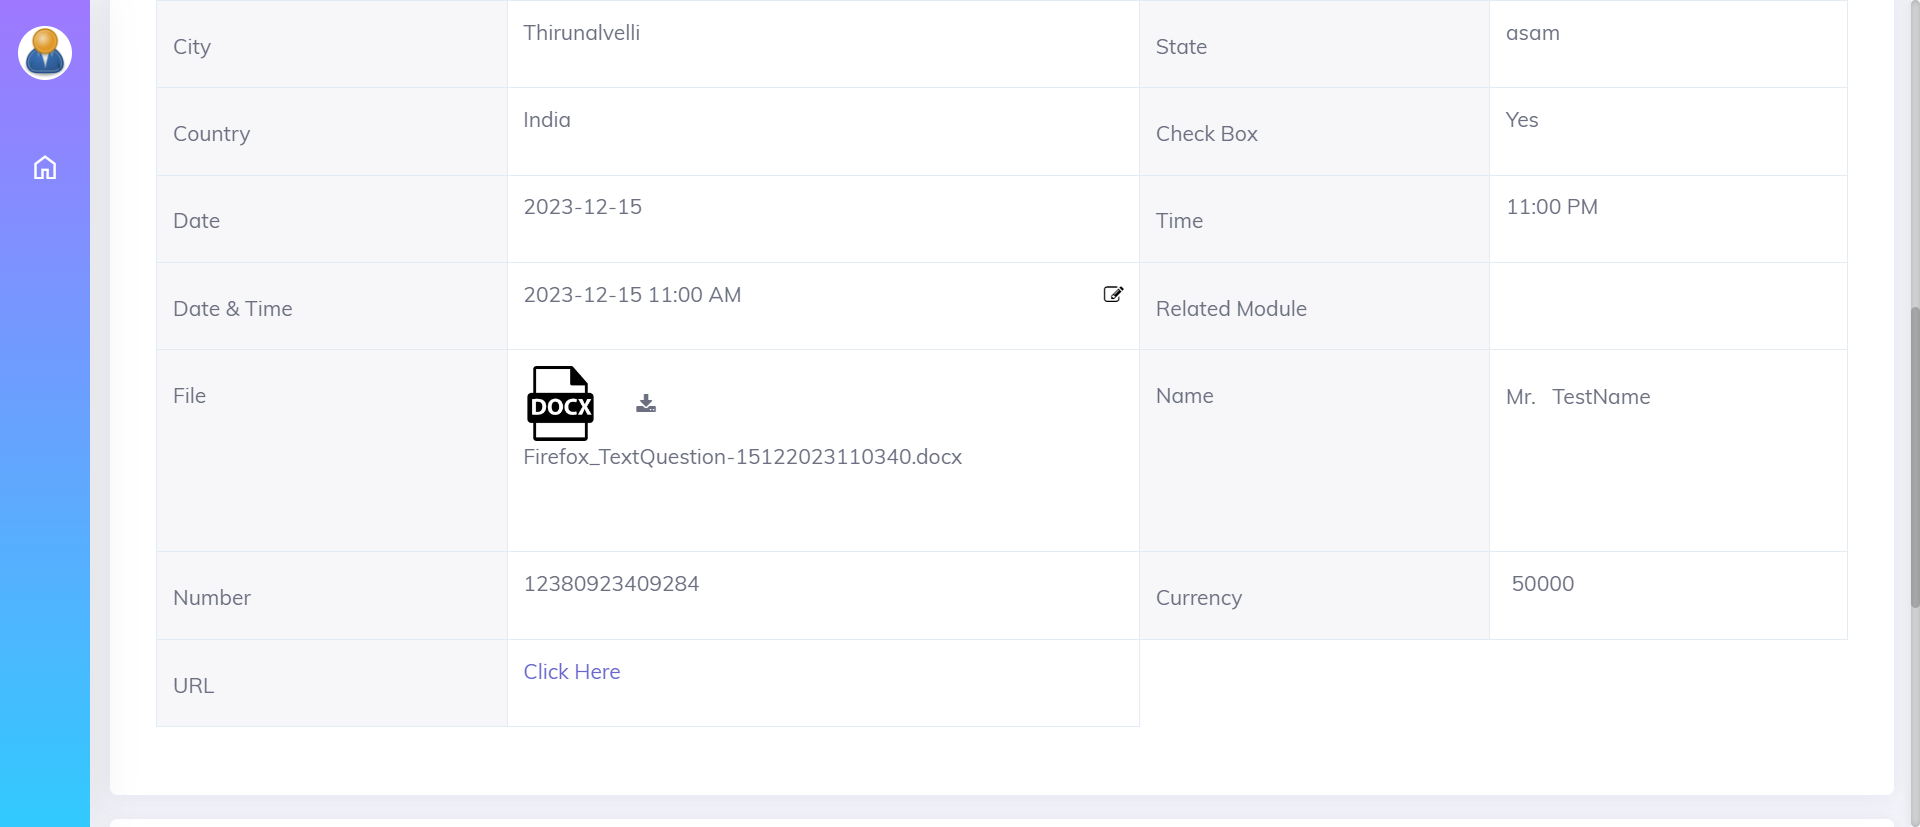 City Thirunalvelli State asam
Country India Check Box Yes
Date 2023-12-15 Time 11:00 PM
Date & Time 2023-12-15 11:00 AM Related Module
File DOCX Name Mr. TestName
Firefox_TextQuestion-15122023110340.docx
Number 12380923409284 Currency 50000
URL Click Here